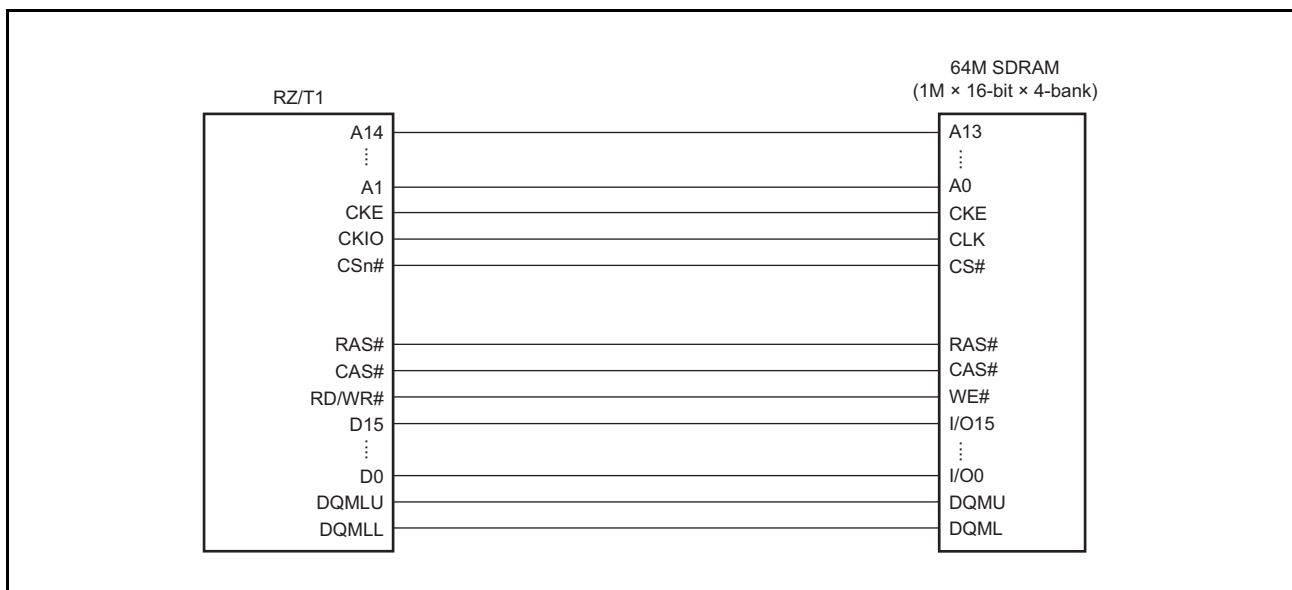 64M SDRAM
(1M × 16-bit × 4-bank)
RZ/T1
A14 A13
A1 A0
CKE CKE
CKIO CLK
CSn# CS#
RAS# RAS#
CAS# CAS#
RD/WR# WE#
D15 I/O15
D0 I/O0
DQMLU DQMU
DQMLL DQML